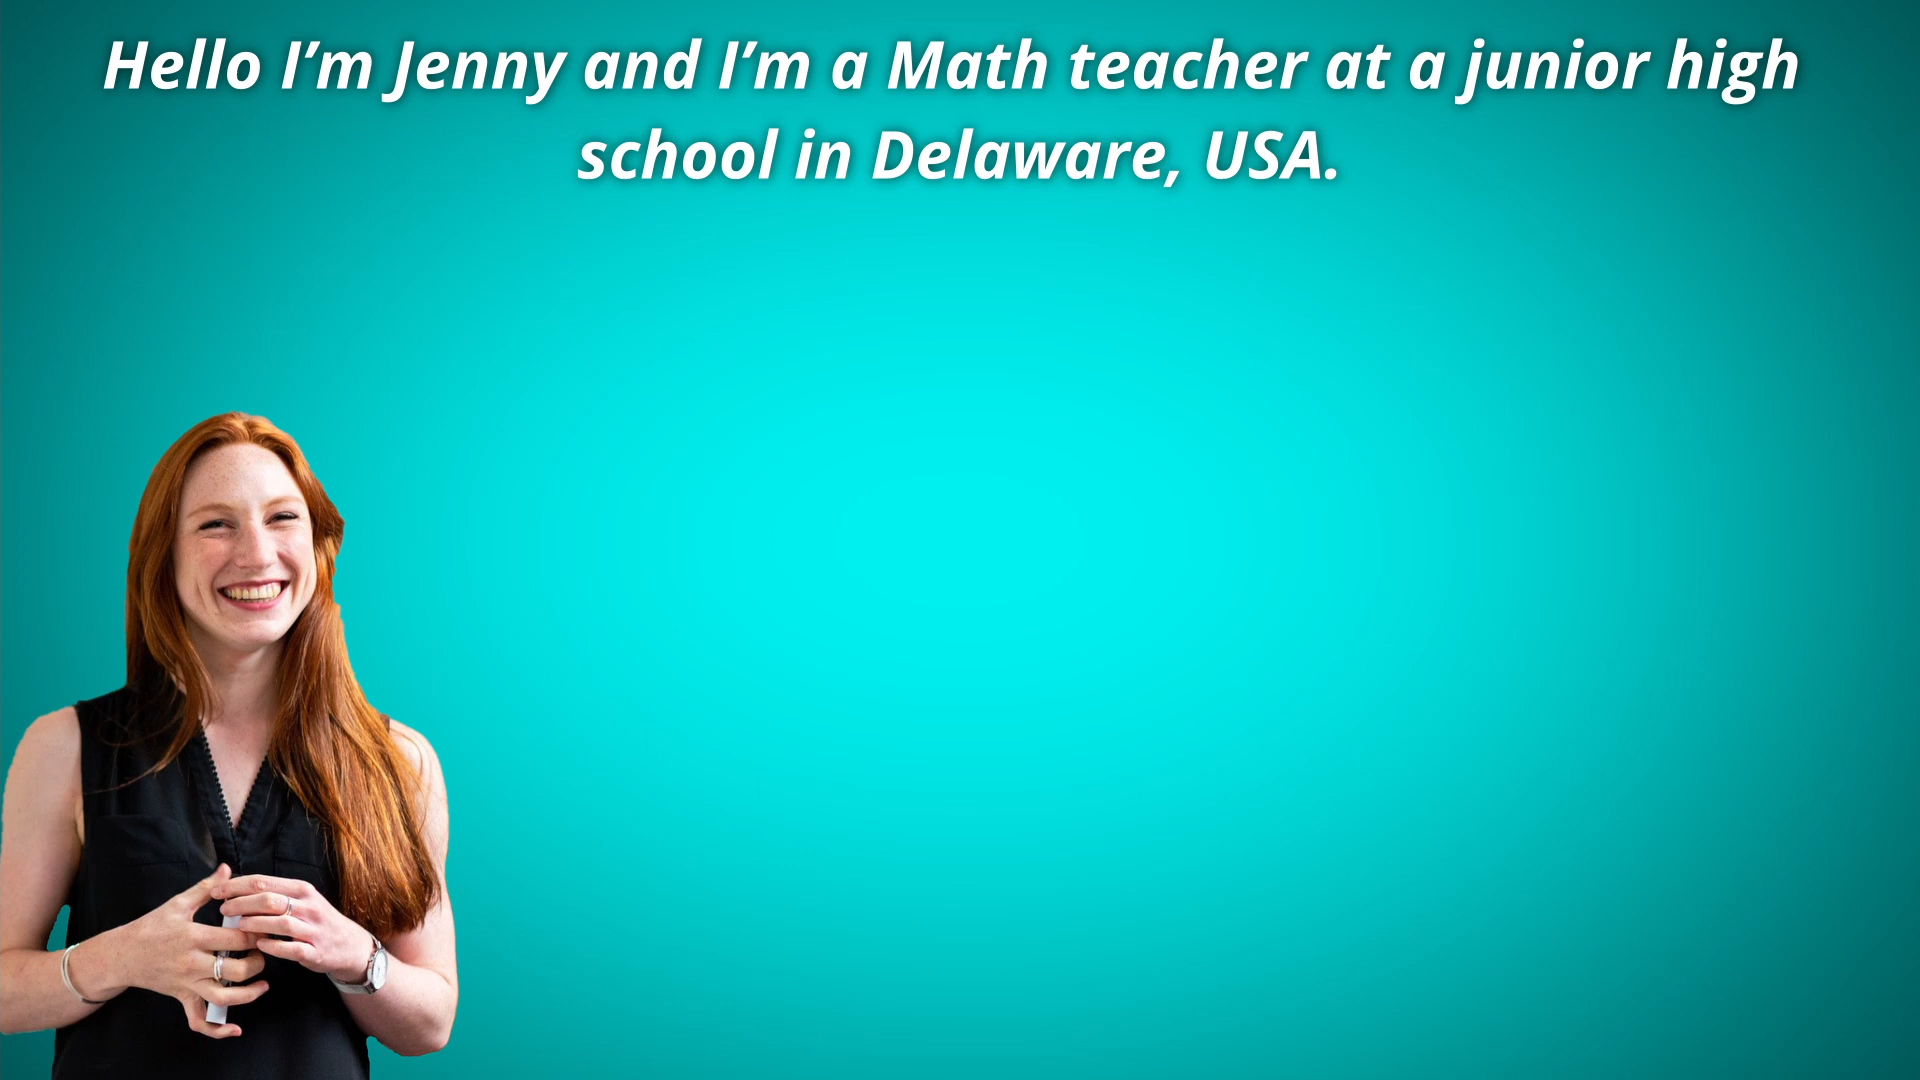 Hello I’m Jenny and I’m a Math teacher at a junior high
school in Delaware, USA.